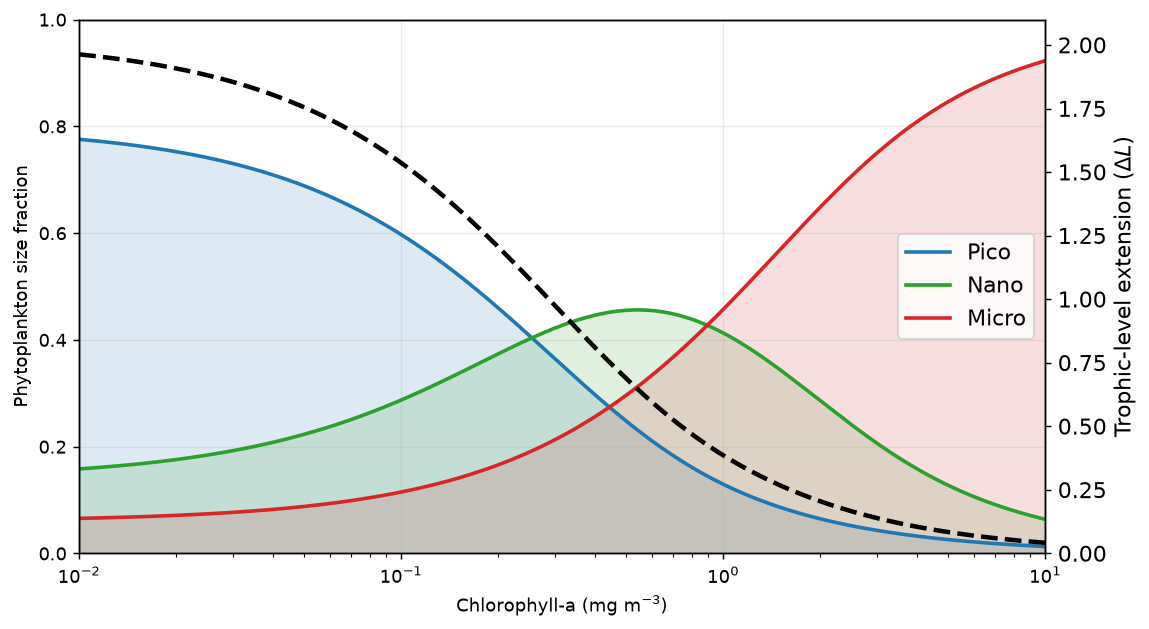 1.0
0.8
0.6
0.4
0.2
0.0
Phytoplankton size fraction
2.00
1.75
1.50
1.25
1.00
0.75
0.50
0.25
0.00
Trophic-level extension (ΔL)
Pico
Nano
Micro
10⁻² 10⁻¹ 10⁰ 10¹
Chlorophyll-a (mg m⁻³)